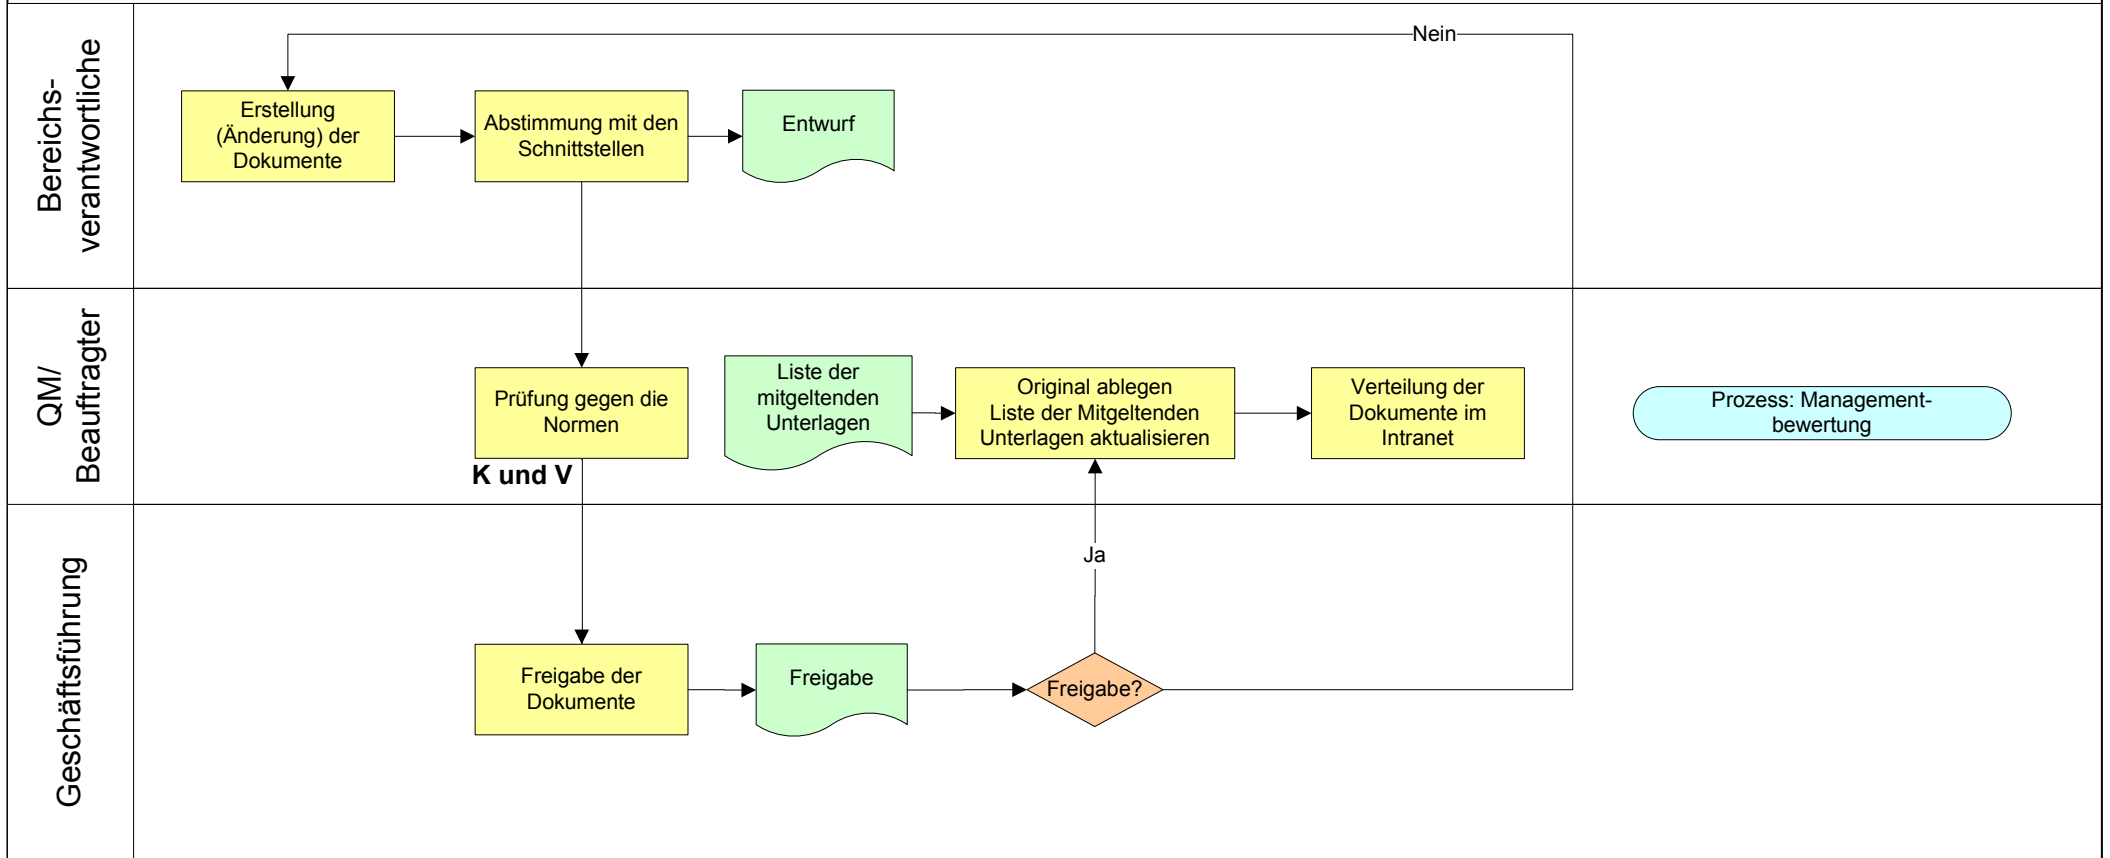 Bereichs-
verantwortliche
Nein
Erstellung
(Änderung) der
Dokumente
Abstimmung mit den
Schnittstellen
Entwurf
QM/
Beauftragter
Prüfung gegen die
Normen
K und V
Liste der
mitgeltenden
Unterlagen
Original ablegen
Liste der Mitgeltenden
Unterlagen aktualisieren
Verteilung der
Dokumente im
Intranet
Prozess: Management-
bewertung
Geschäftsführung
Ja
Freigabe der
Dokumente
Freigabe
Freigabe?